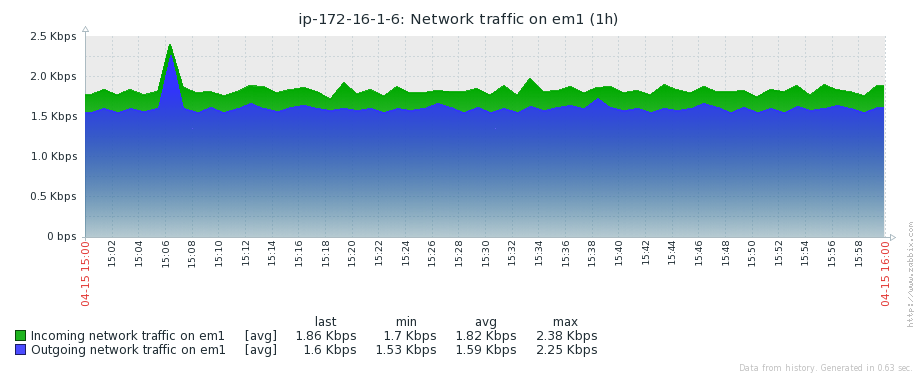 ip-172-16-1-6: Network traffic on em1 (1h)
2.5 Kbps
2.0 Kbps
1.5 Kbps
1.0 Kbps
0.5 Kbps
0 bps
04-15 15:00 15:02 15:04 15:06 15:08 15:10 15:12 15:14 15:16 15:18 15:20 15:22 15:24 15:26 15:28 15:30 15:32 15:34 15:36 15:38 15:40 15:42 15:44 15:46 15:48 15:50 15:52 15:54 15:56 15:58 04-15 16:00
http://www.zabbix.com
last min avg max
Incoming network traffic on em1 [avg] 1.86 Kbps 1.7 Kbps 1.82 Kbps 2.38 Kbps
Outgoing network traffic on em1 [avg] 1.6 Kbps 1.53 Kbps 1.59 Kbps 2.25 Kbps
Data from history. Generated in 0.63 sec.